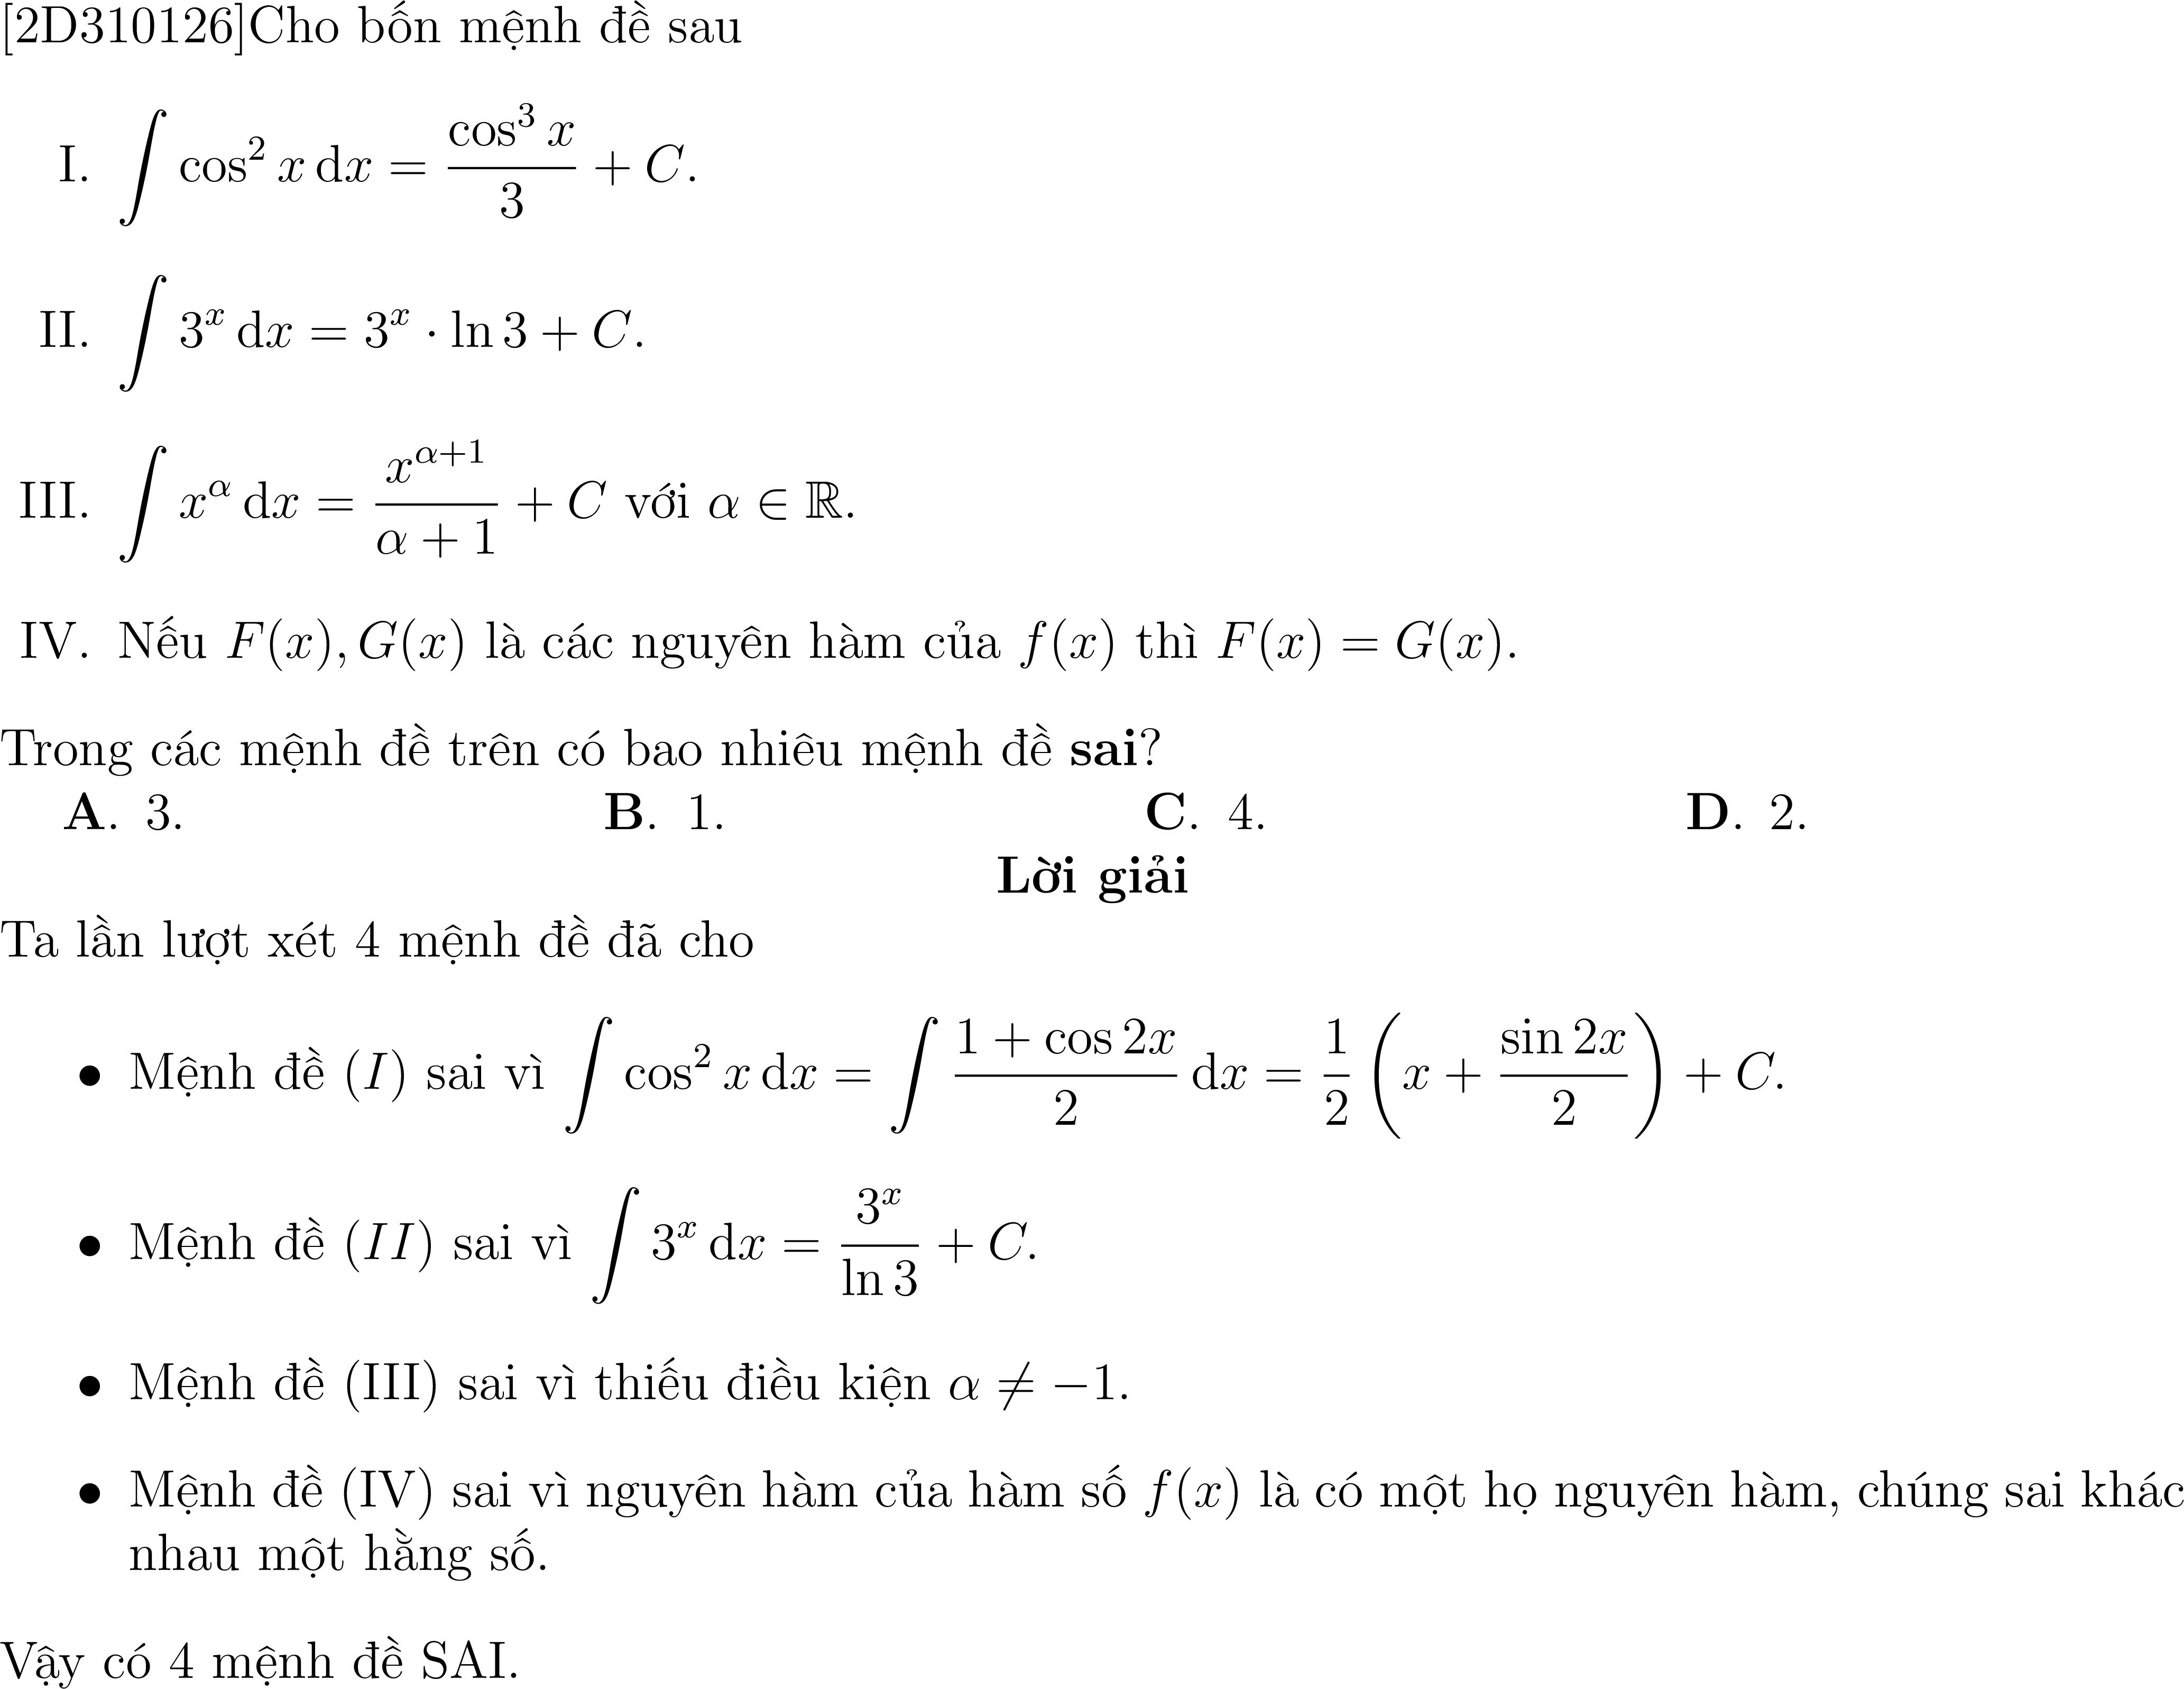 [2D310126]Cho bốn mệnh đề sau
I. $\int \cos^2 x \, \mathrm{d}x = \frac{\cos^3 x}{3} + C.$
II. $\int 3^x \, \mathrm{d}x = 3^x \cdot \ln 3 + C.$
III. $\int x^\alpha \, \mathrm{d}x = \frac{x^{\alpha+1}}{\alpha+1} + C$ với $\alpha \in \mathbb{R}.$
IV. Nếu $F(x), G(x)$ là các nguyên hàm của $f(x)$ thì $F(x) = G(x).$
Trong các mệnh đề trên có bao nhiêu mệnh đề sai?
A. 3. B. 1. C. 4. D. 2.
Lời giải
Ta lần lượt xét 4 mệnh đề đã cho
• Mệnh đề $(I)$ sai vì $\int \cos^2 x \, \mathrm{d}x = \int \frac{1 + \cos 2x}{2} \, \mathrm{d}x = \frac{1}{2} \left( x + \frac{\sin 2x}{2} \right) + C.$
• Mệnh đề $(II)$ sai vì $\int 3^x \, \mathrm{d}x = \frac{3^x}{\ln 3} + C.$
• Mệnh đề (III) sai vì thiếu điều kiện $\alpha \neq -1.$
• Mệnh đề (IV) sai vì nguyên hàm của hàm số $f(x)$ là có một họ nguyên hàm, chúng sai khác
nhau một hằng số.
Vậy có 4 mệnh đề SAI.